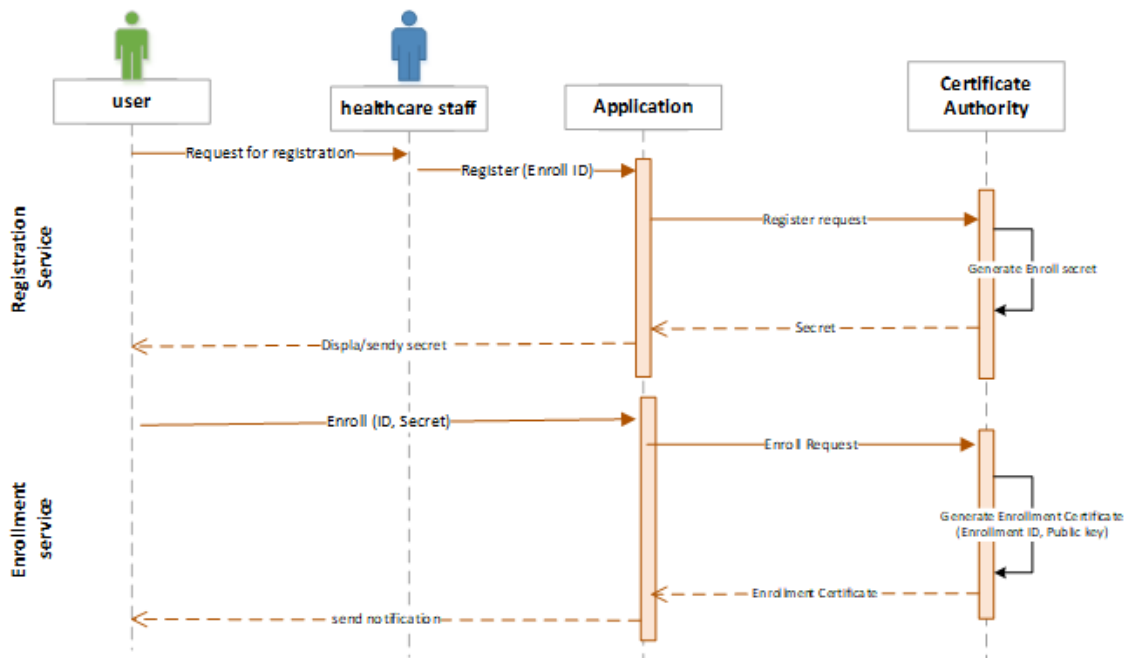 user
healthcare staff
Application
Certificate
Authority
Registration
Service
Request for registration
Register (Enroll ID)
Register request
Generate Enroll secret
Secret
Displa/sendy secret
Enrollment
service
Enroll (ID, Secret)
Enroll Request
Generate Enrollment Certificate
(Enrollment ID, Public key)
Enrollment Certificate
send notification